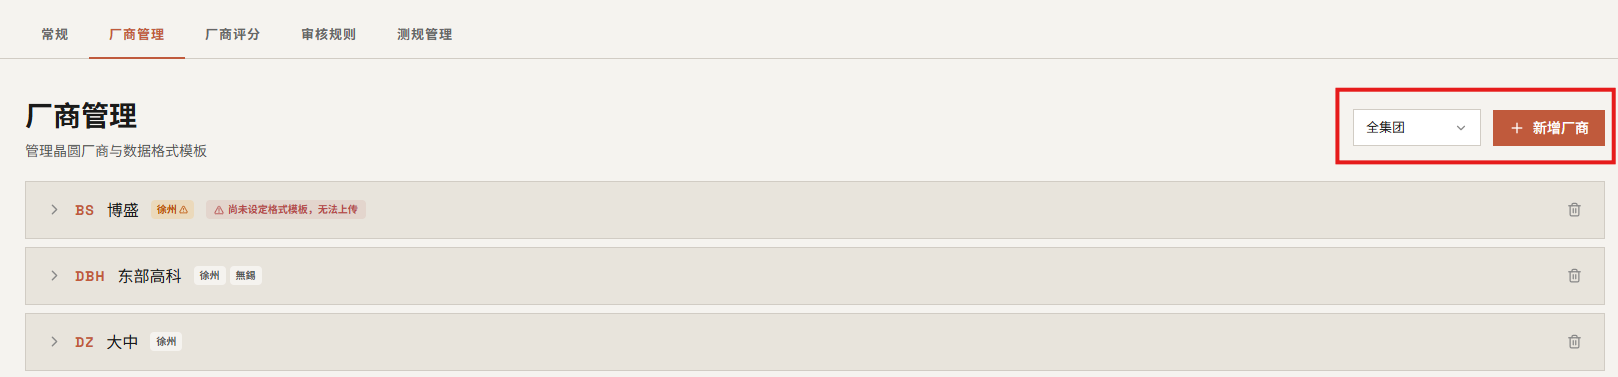 常规 厂商管理 厂商评分 审核规则 测规管理
厂商管理
管理晶圆厂商与数据格式模板
全集团
新增厂商
BS 博盛 徐州 尚未设定格式模板，无法上传
DBH 东部高科 徐州 無錫
DZ 大中 徐州